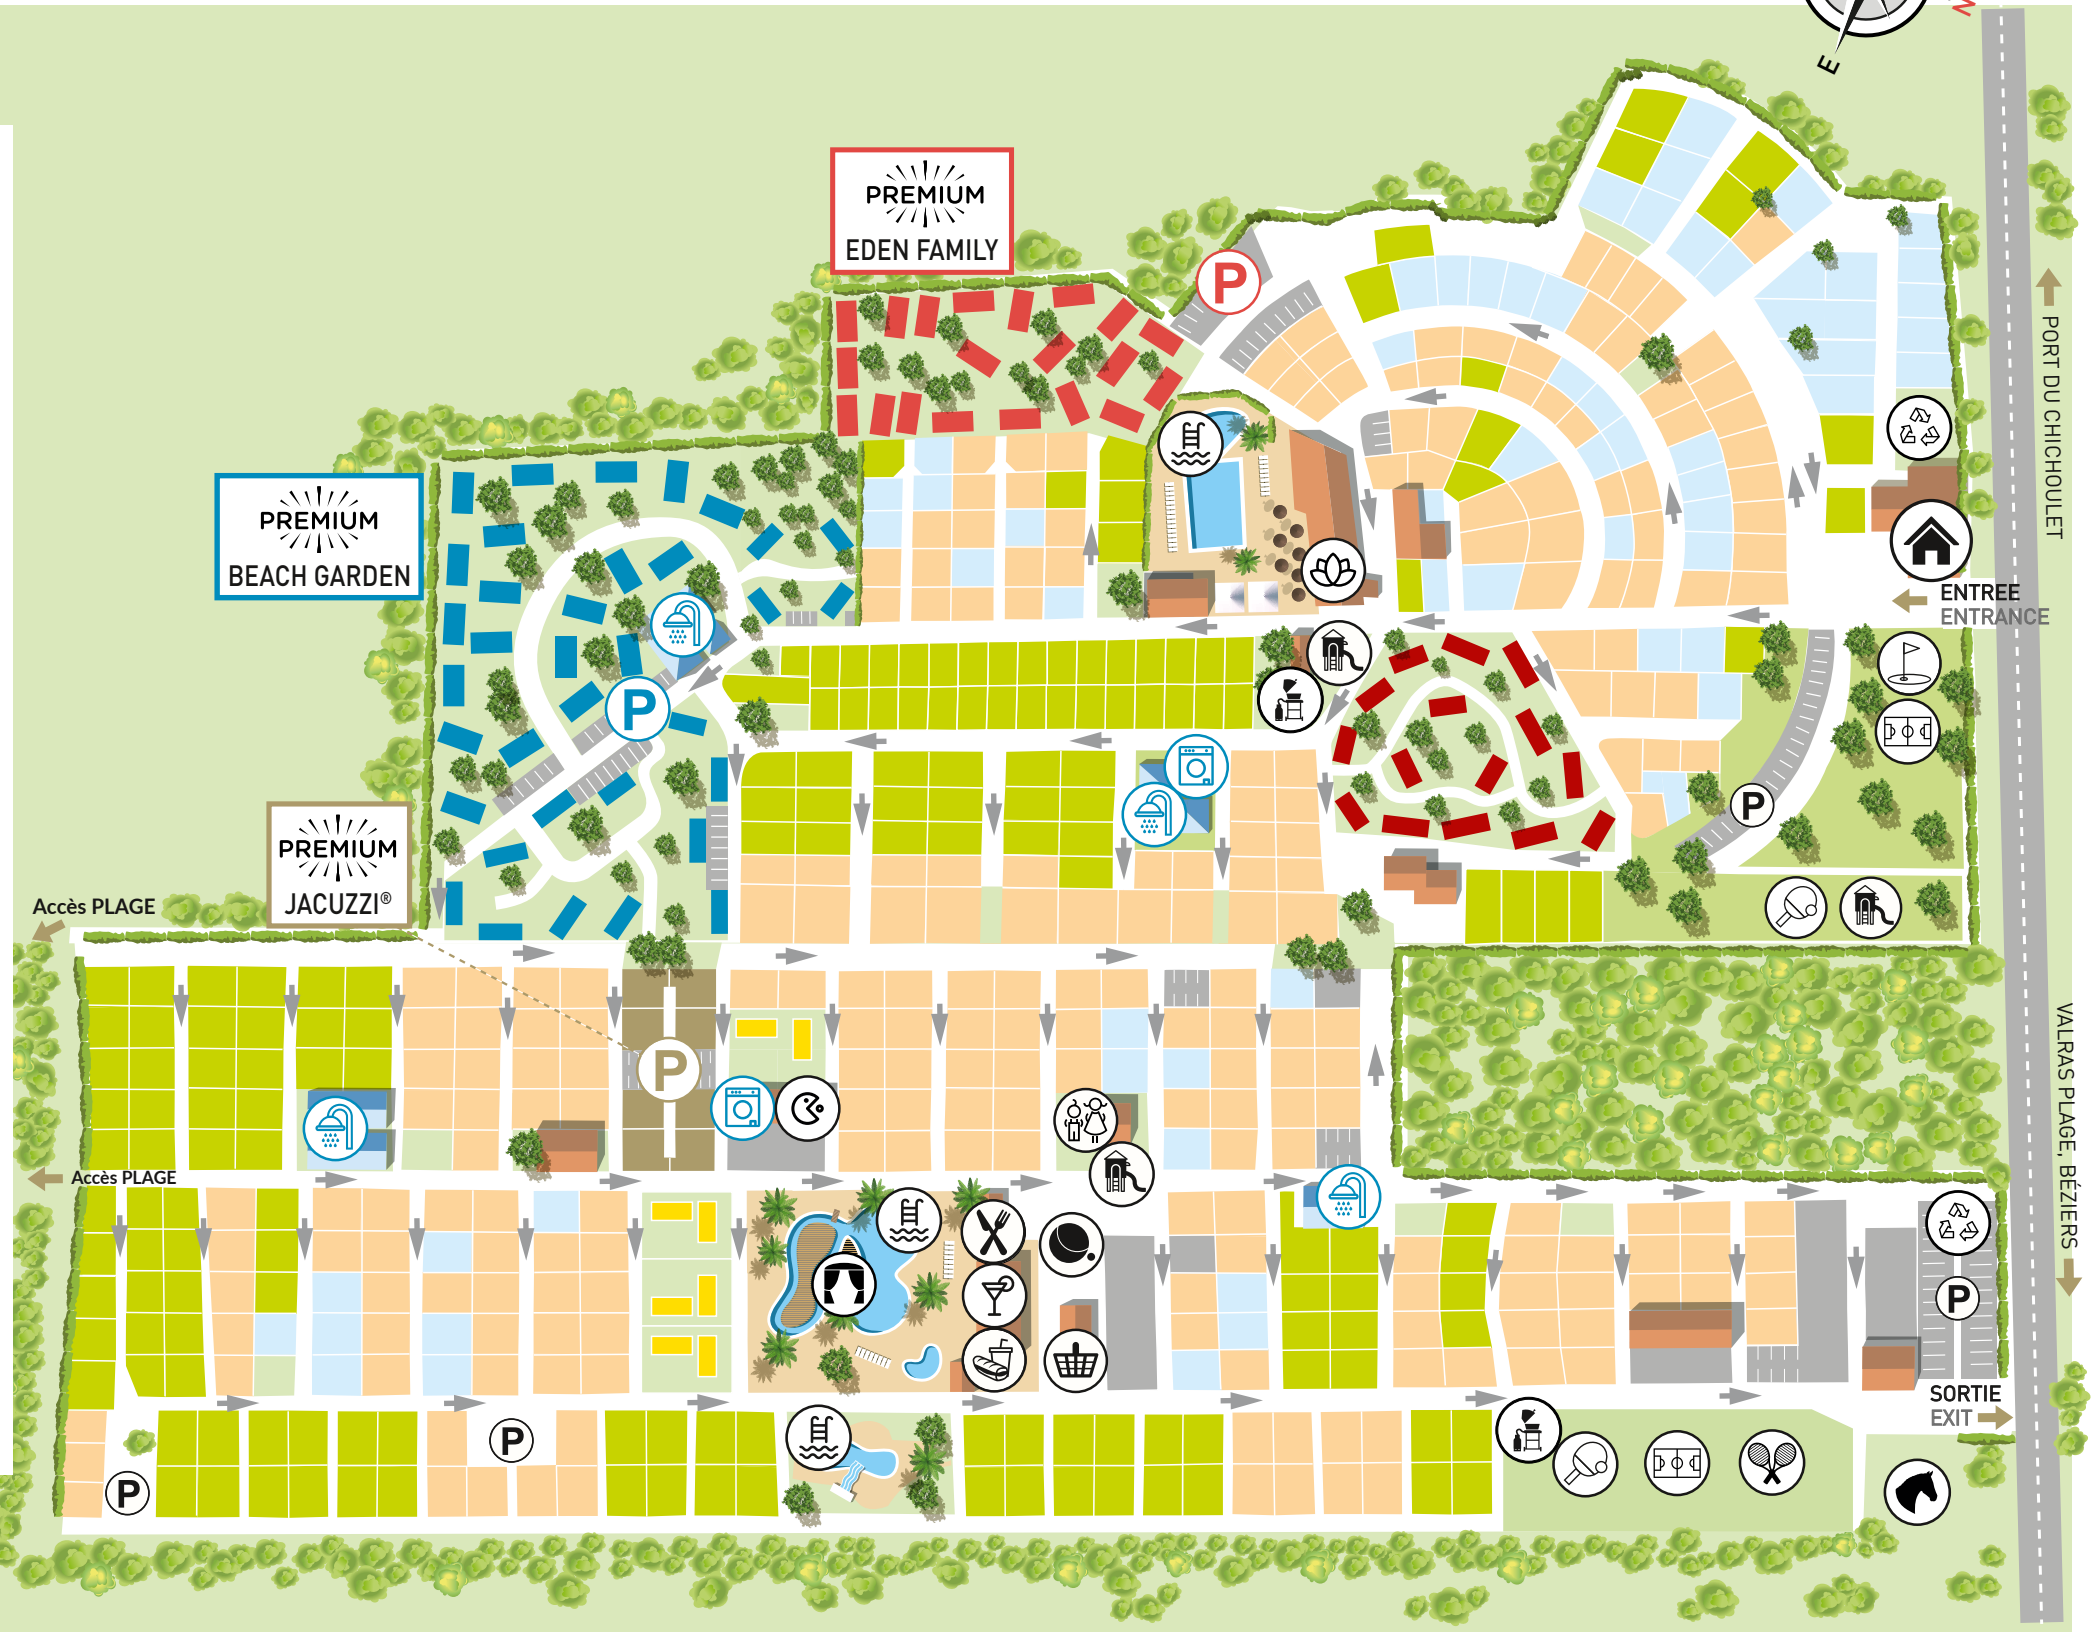 N
E
PREMIUM
EDEN FAMILY
P
PORT DU CHICHOULET
PREMIUM
BEACH GARDEN
ENTREE
ENTRANCE
P
P
PREMIUM
JACUZZI®
Accès PLAGE
P
VALRAS PLAGE, BÉZIERS
Accès PLAGE
P
SORTIE
EXIT
P
P